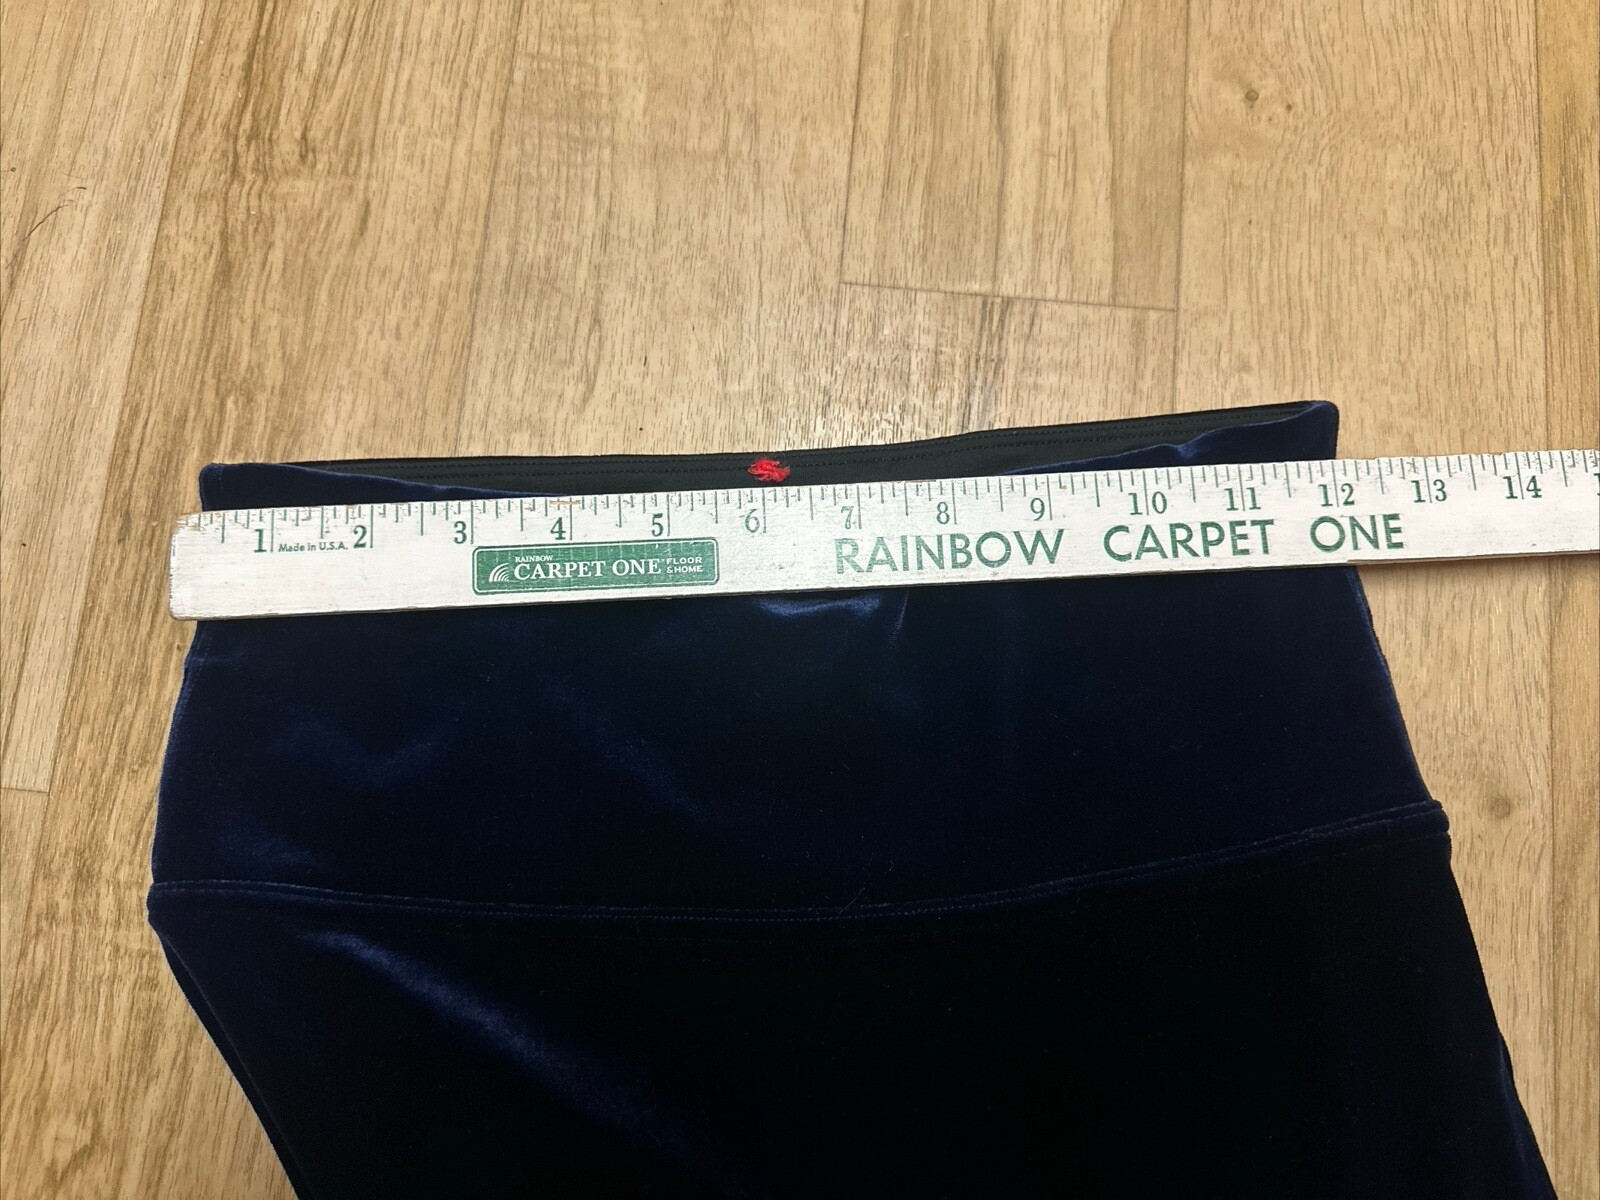 1 2 3 4 5 6 7 8 9 10 11 12 13 14
Made in U.S.A.
RAINBOW
CARPET ONE FLOOR
& HOME
RAINBOW CARPET ONE